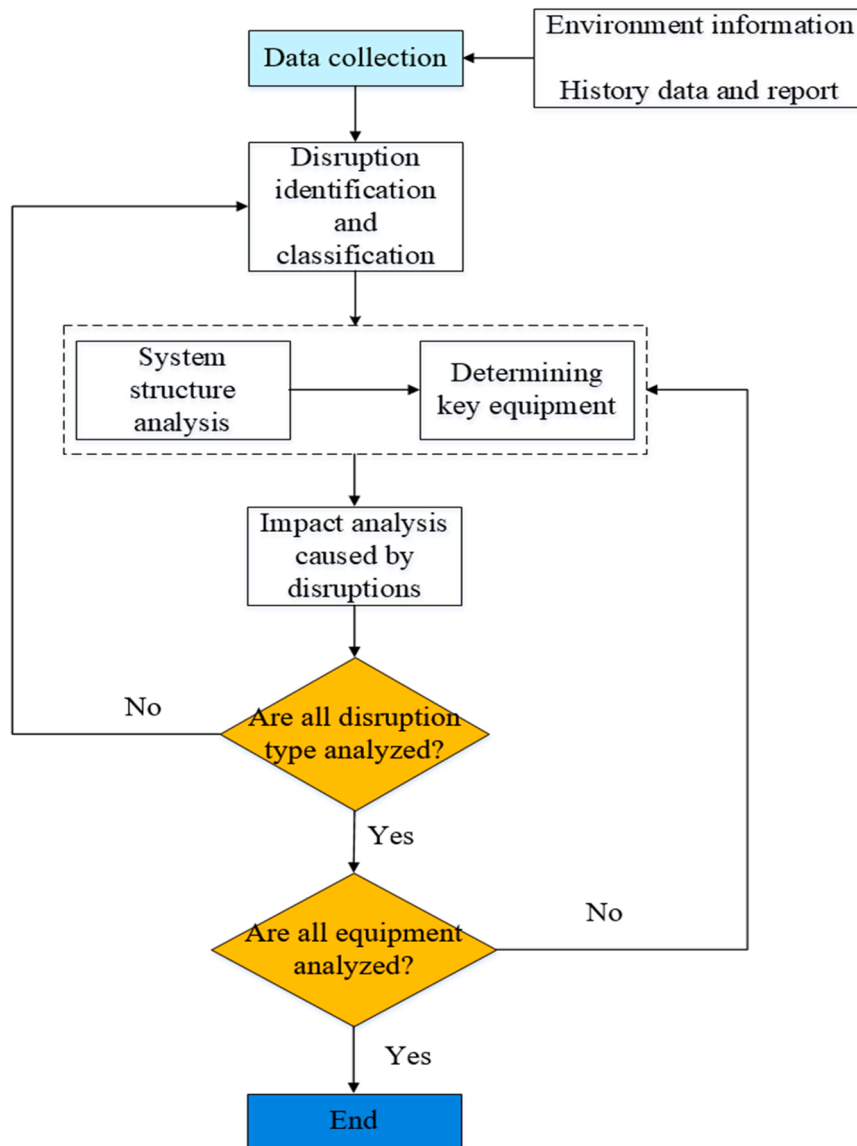 Data collection
Environment information
History data and report
Disruption
identification
and
classification
System
structure
analysis
Determining
key equipment
Impact analysis
caused by
disruptions
No
Are all disruption
type analyzed?
Yes
Are all equipment
analyzed?
No
Yes
End